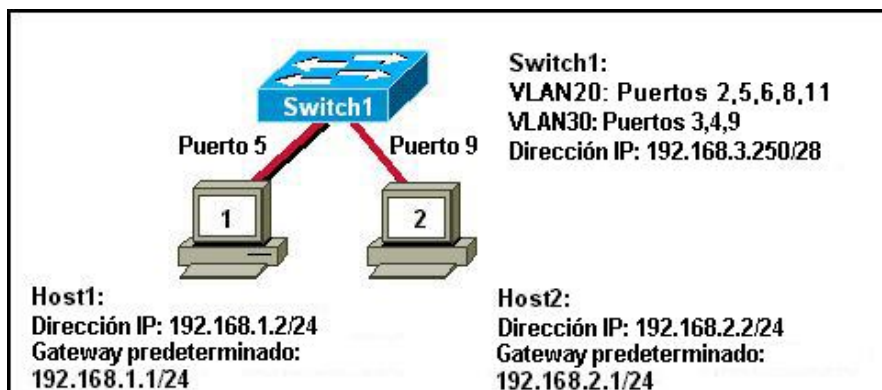 Switch1:
VLAN20: Puertos 2,5,6,8,11
VLAN30: Puertos 3,4,9
Dirección IP: 192.168.3.250/28
Switch1
Puerto 5
Puerto 9
1
2
Host1:
Dirección IP: 192.168.1.2/24
Gateway predeterminado:
192.168.1.1/24
Host2:
Dirección IP: 192.168.2.2/24
Gateway predeterminado:
192.168.2.1/24